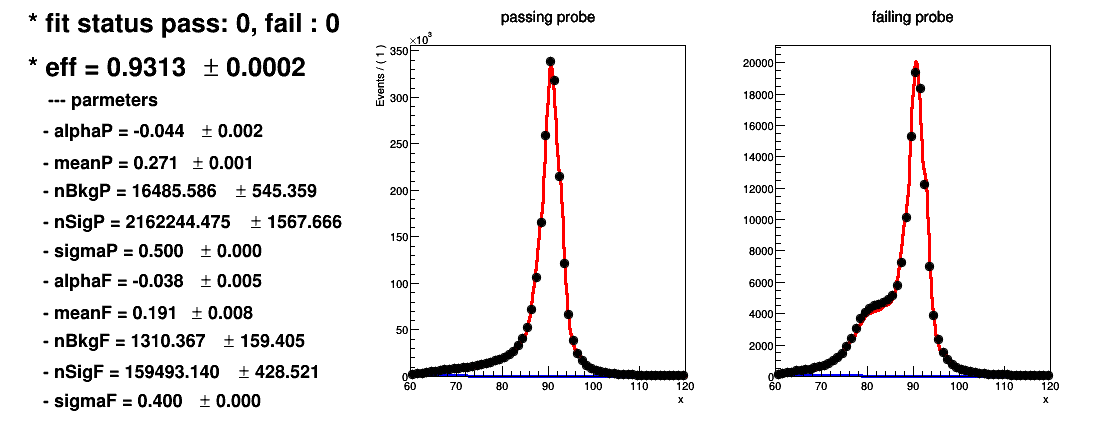 * fit status pass: 0, fail : 0
* eff = 0.9313 ± 0.0002
--- parmeters
- alphaP = -0.044 ± 0.002
- meanP = 0.271 ± 0.001
- nBkgP = 16485.586 ± 545.359
- nSigP = 2162244.475 ± 1567.666
- sigmaP = 0.500 ± 0.000
- alphaF = -0.038 ± 0.005
- meanF = 0.191 ± 0.008
- nBkgF = 1310.367 ± 159.405
- nSigF = 159493.140 ± 428.521
- sigmaF = 0.400 ± 0.000
passing probe
×10³
Events / ( 1 )
350
300
250
200
150
100
50
0
60 70 80 90 100 110 120
x
failing probe
20000
18000
16000
14000
12000
10000
8000
6000
4000
2000
0
60 70 80 90 100 110 120
x